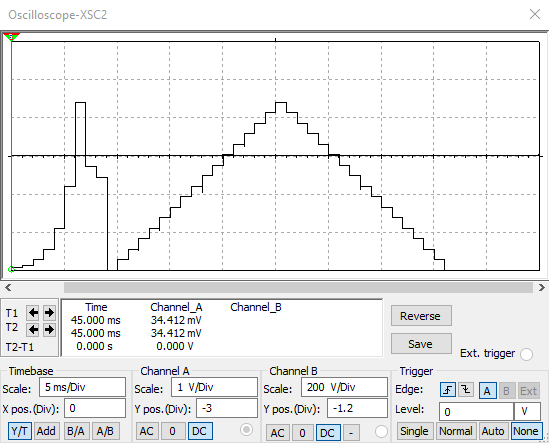 Oscilloscope-XSC2
T1
T2
T2-T1
Time Channel_A Channel_B
45.000 ms 34.412 mV
45.000 ms 34.412 mV
0.000 s 0.000 V
Reverse
Save
Ext. trigger
Timebase
Scale: 5 ms/Div
X pos.(Div): 0
Y/T Add B/A A/B
Channel A
Scale: 1 V/Div
Y pos.(Div): -3
AC 0 DC
Channel B
Scale: 200 V/Div
Y pos.(Div): -1.2
AC 0 DC -
Trigger
Edge: A B Ext
Level: 0 V
Single Normal Auto None